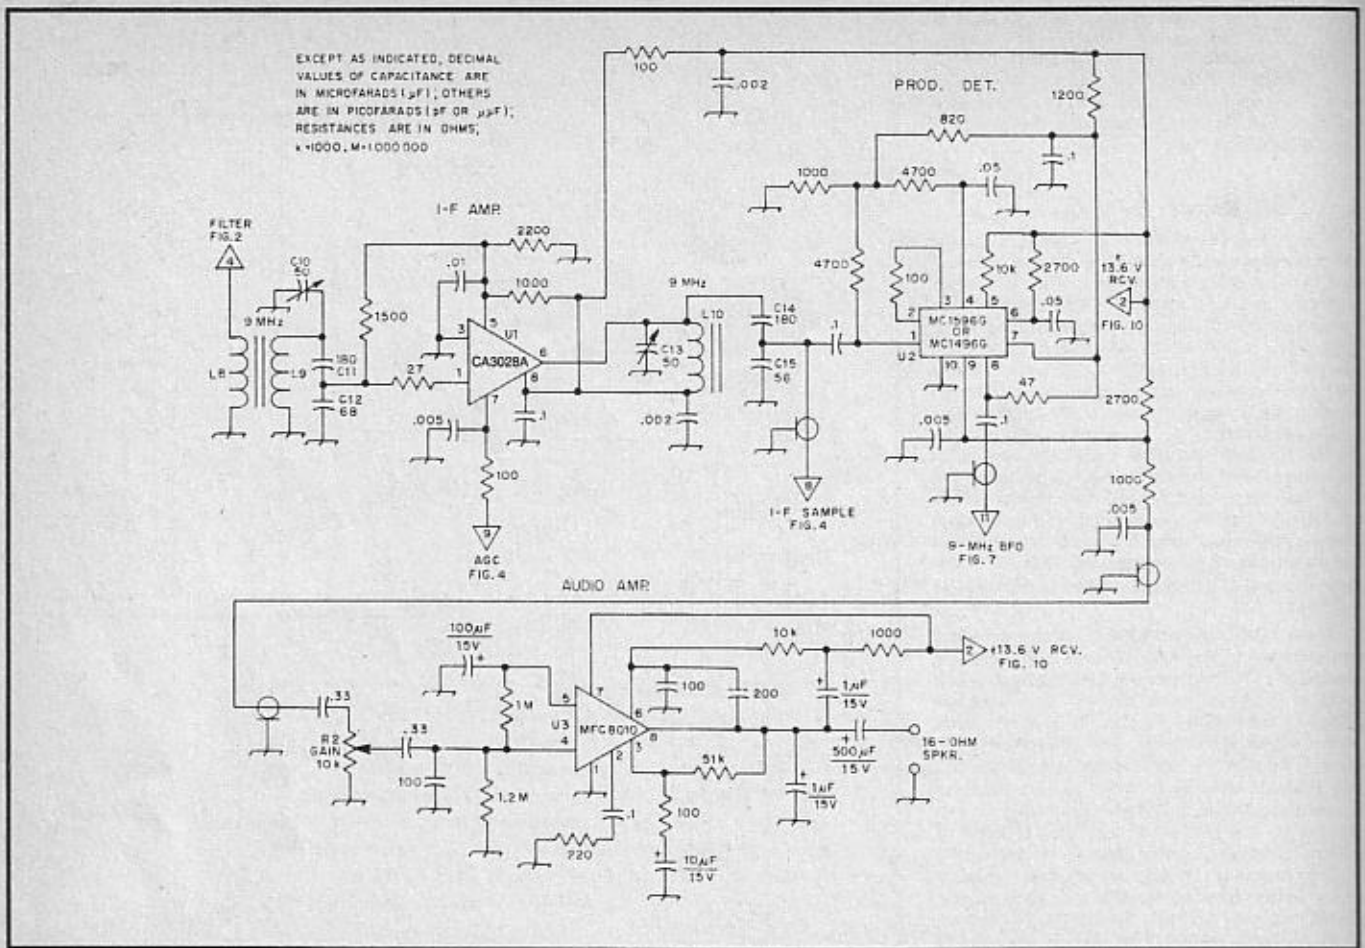 EXCEPT AS INDICATED, DECIMAL
VALUES OF CAPACITANCE ARE
IN MICROFARADS (µF); OTHERS
ARE IN PICOFARADS (pF OR µµF);
RESISTANCES ARE IN OHMS;
k=1000, M=1000000
100
.002
PROD. DET.
1200
820
.1
1000
4700
.05
I-F AMP.
FILTER
FIG. 2
4
C10
50
9 MHz
L8
L9
180
C11
C12
68
1500
27
.01
2200
1000
3
5
U1
CA3028A
6
1
8
7
.005
.1
100
9
AGC
FIG. 4
9 MHz
C13
50
L10
.002
C14
180
C15
56
.1
8
I-F SAMPLE
FIG. 4
4700
100
10k
2700
.05
2
3
4
5
1
6
7
MC1596G
OR
MC1496G
U2
10
9
8
47
.1
.005
13.6 V
RCV.
2
FIG. 10
2700
1000
.005
11
9-MHz BFO
FIG. 7
AUDIO AMP.
.33
R2
GAIN
10k
.33
100
100µF
15V
1M
1.2M
5
7
U3
MFC8010
4
6
8
3
2
1
.1
220
100
200
10k
1000
2
+13.6 V RCV.
FIG. 10
1µF
15V
500µF
15V
16-OHM
SPKR.
51k
100
10µF
15V
1µF
15V